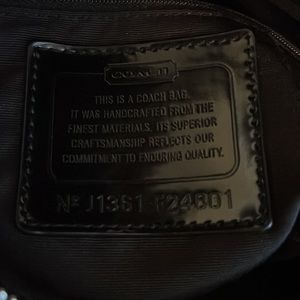 COACH
THIS IS A COACH BAG.
IT WAS HANDCRAFTED FROM THE
FINEST MATERIALS. ITS SUPERIOR
CRAFTSMANSHIP REFLECTS OUR
COMMITMENT TO ENDURING QUALITY.
Nº J1361-F24801